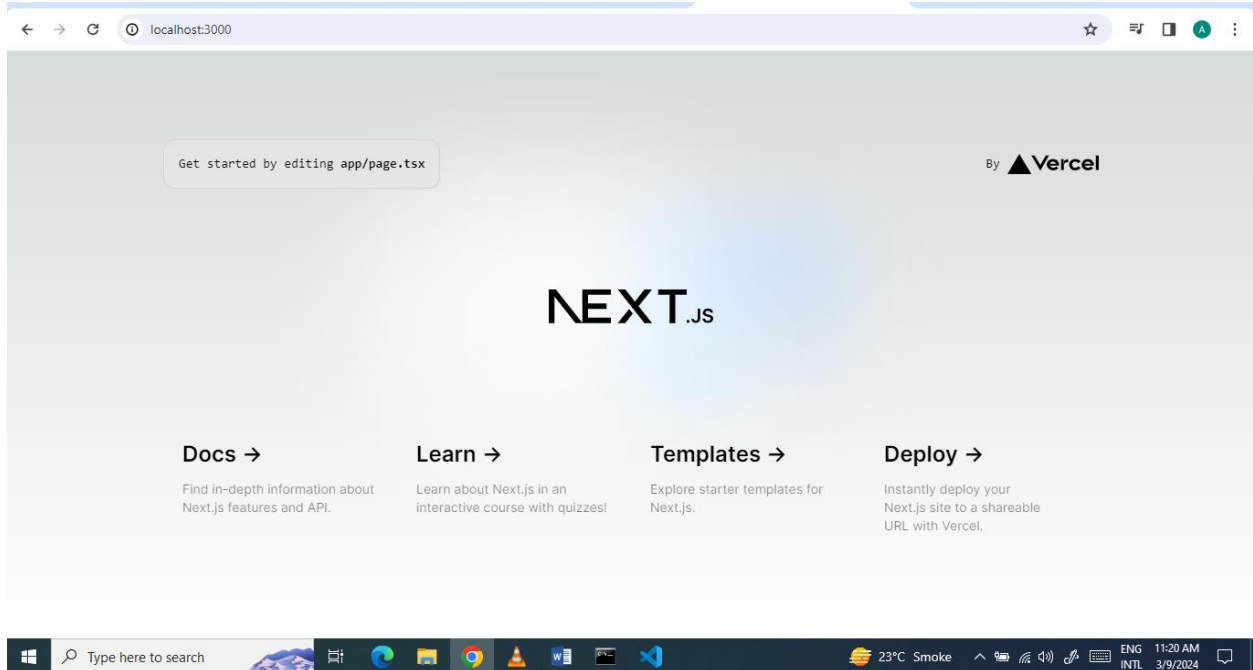 localhost:3000
A
Get started by editing app/page.tsx
By Vercel
NEXT.JS
Docs →
Find in-depth information about
Next.js features and API.
Learn →
Learn about Next.js in an
interactive course with quizzes!
Templates →
Explore starter templates for
Next.js.
Deploy →
Instantly deploy your
Next.js site to a shareable
URL with Vercel.
Type here to search
23°C Smoke
ENG
INTL
11:20 AM
3/9/2024